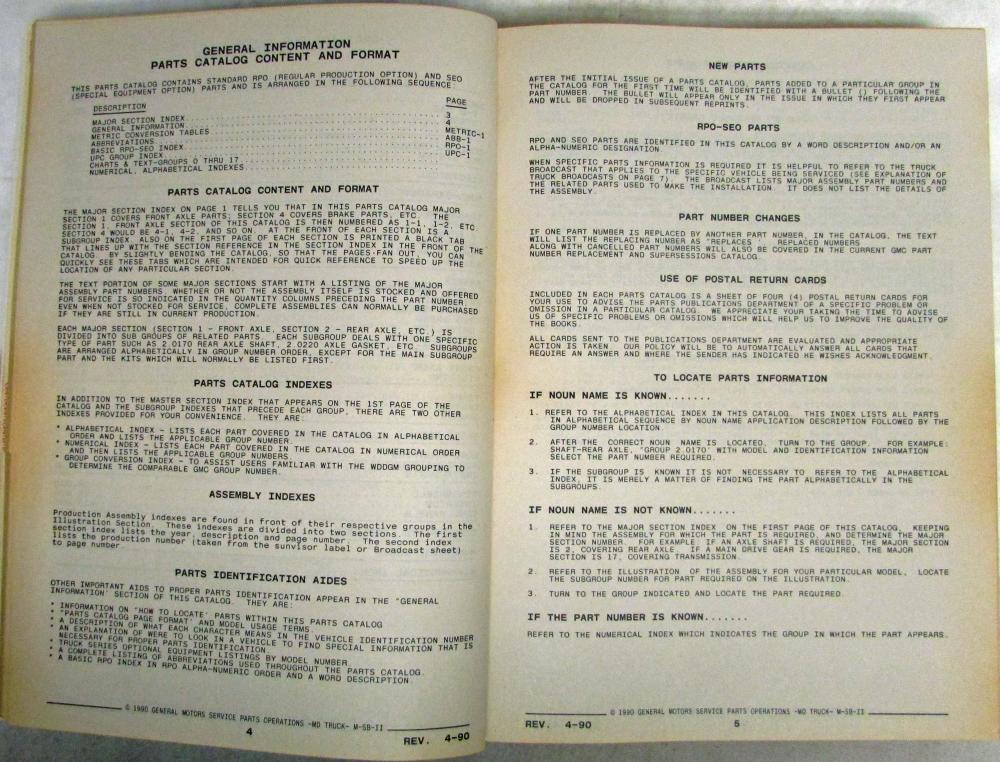 GENERAL INFORMATION
PARTS CATALOG CONTENT AND FORMAT
THIS PARTS CATALOG CONTAINS STANDARD RPO (REGULAR PRODUCTION OPTION) AND SEO
(SPECIAL EQUIPMENT OPTION) PARTS AND IS ARRANGED IN THE FOLLOWING SEQUENCE:
DESCRIPTION PAGE
MAJOR SECTION INDEX 3
GENERAL INFORMATION 4
METRIC CONVERSION TABLES METRIC-1
ABBREVIATIONS ABB-1
BASIC RPO-SEO INDEX RPO-1
UPC GROUP INDEX UPC-1
CHARTS & TEXT-GROUPS 0 THRU 17
NUMERICAL, ALPHABETICAL INDEXES
PARTS CATALOG CONTENT AND FORMAT
THE MAJOR SECTION INDEX ON PAGE 1 TELLS YOU THAT IN THIS PARTS CATALOG MAJOR
SECTION 1 COVERS FRONT AXLE PARTS; SECTION 4 COVERS BRAKE PARTS, ETC. THE
SECTION 1, FRONT AXLE SECTION OF THIS CATALOG IS THEN NUMBERED AS 1-1, 1-2, ETC.
SECTION 4 WOULD BE 4-1, 4-2, AND SO ON. AT THE FRONT OF EACH SECTION IS A
SUBGROUP INDEX. ALSO ON THE FIRST PAGE OF EACH SECTION IS PRINTED A BLACK TAB
THAT LINES UP WITH THE SECTION REFERENCE IN THE SECTION INDEX IN THE FRONT OF THE
CATALOG. BY SLIGHTLY BENDING THE CATALOG, SO THAT THE PAGES FAN OUT, YOU CAN
QUICKLY SEE THESE TABS WHICH ARE INTENDED FOR QUICK REFERENCE TO SPEED UP THE
LOCATION OF ANY PARTICULAR SECTION.
THE TEXT PORTION OF SOME MAJOR SECTIONS START WITH A LISTING OF THE MAJOR
ASSEMBLY PART NUMBERS. WHETHER OR NOT THE ASSEMBLY ITSELF IS STOCKED AND OFFERED
FOR SERVICE IS SO INDICATED IN THE QUANTITY COLUMNS PRECEDING THE PART NUMBER.
EVEN WHEN NOT STOCKED FOR SERVICE, COMPLETE ASSEMBLIES CAN NORMALLY BE PURCHASED
IF THEY ARE STILL IN CURRENT PRODUCTION.
EACH MAJOR SECTION (SECTION 1 - FRONT AXLE, SECTION 2 - REAR AXLE, ETC.) IS
DIVIDED INTO SUB GROUPS OF RELATED PARTS. EACH SUBGROUP DEALS WITH ONE SPECIFIC
TYPE OF PART SUCH AS 2.0170 REAR AXLE SHAFT, 2.0220 AXLE GASKET, ETC. SUBGROUPS
ARE ARRANGED ALPHABETICALLY IN GROUP NUMBER ORDER, EXCEPT FOR THE MAIN SUBGROUP
PART AND THE KITS WHICH WILL NORMALLY BE LISTED FIRST.
PARTS CATALOG INDEXES
IN ADDITION TO THE MASTER SECTION INDEX THAT APPEARS ON THE 1ST PAGE OF THE
CATALOG AND THE SUBGROUP INDEXES THAT PRECEDE EACH GROUP, THERE ARE TWO OTHER
INDEXES PROVIDED FOR YOUR CONVENIENCE. THEY ARE:
* ALPHABETICAL INDEX - LISTS EACH PART COVERED IN THE CATALOG IN ALPHABETICAL
ORDER AND LISTS THE APPLICABLE GROUP NUMBER.
* NUMERICAL INDEX - LISTS EACH PART COVERED IN THE CATALOG IN NUMERICAL ORDER
AND THEN LISTS THE APPLICABLE GROUP NUMBERS.
* GROUP CONVERSION INDEX - TO ASSIST USERS FAMILIAR WITH THE WDDGM GROUPING TO
DETERMINE THE COMPARABLE GMC GROUP NUMBER.
ASSEMBLY INDEXES
Production Assembly indexes are found in front of their respective groups in the
Illustration Section. These indexes are divided into two sections. The first
section index lists the year, description and page number. The second index
lists the production number (taken from the sunvisor label or Broadcast sheet)
to page number
PARTS IDENTIFICATION AIDES
OTHER IMPORTANT AIDS TO PROPER PARTS IDENTIFICATION APPEAR IN THE "GENERAL
INFORMATION" SECTION OF THIS CATALOG. THEY ARE:
* INFORMATION ON "HOW TO LOCATE" PARTS WITHIN THIS PARTS CATALOG
* "PARTS CATALOG PAGE FORMAT" AND MODEL USAGE TERMS.
* A DESCRIPTION OF WHAT EACH CHARACTER MEANS IN THE VEHICLE IDENTIFICATION NUMBER
* AN EXPLANATION OF WERE TO LOOK IN A VEHICLE TO FIND SPECIAL INFORMATION THAT IS
NECESSARY FOR PROPER PARTS IDENTIFICATION.
* TRUCK SERIES OPTIONAL EQUIPMENT LISTINGS BY MODEL NUMBER.
* A COMPLETE LISTING OF ABBREVIATIONS USED THROUGHOUT THE PARTS CATALOG.
* A BASIC RPO INDEX IN RPO ALPHA-NUMERIC ORDER AND A WORD DESCRIPTION
© 1990 GENERAL MOTORS SERVICE PARTS OPERATIONS -MD TRUCK- M-SB-II
4
REV. 4-90
NEW PARTS
AFTER THE INITIAL ISSUE OF A PARTS CATALOG, PARTS ADDED TO A PARTICULAR GROUP IN
THE CATALOG FOR THE FIRST TIME WILL BE IDENTIFIED WITH A BULLET () FOLLOWING THE
PART NUMBER. THE BULLET WILL APPEAR ONLY IN THE ISSUE IN WHICH THEY FIRST APPEAR
AND WILL BE DROPPED IN SUBSEQUENT REPRINTS.
RPO-SEO PARTS
RPO AND SEO PARTS ARE IDENTIFIED IN THIS CATALOG BY A WORD DESCRIPTION AND/OR AN
ALPHA-NUMERIC DESIGNATION.
WHEN SPECIFIC PARTS INFORMATION IS REQUIRED IT IS HELPFUL TO REFER TO THE TRUCK
BROADCAST THAT APPLIES TO THE SPECIFIC VEHICLE BEING SERVICED (SEE EXPLANATION OF
TRUCK BROADCASTS ON PAGE 7). THE BROADCAST LISTS MAJOR ASSEMBLY PART NUMBERS AND
THE RELATED PARTS USED TO MAKE THE INSTALLATION. IT DOES NOT LIST THE DETAILS OF
THE ASSEMBLY.
PART NUMBER CHANGES
IF ONE PART NUMBER IS REPLACED BY ANOTHER PART NUMBER, IN THE CATALOG, THE TEXT
WILL LIST THE REPLACING NUMBER AS "REPLACES". REPLACED NUMBERS
ALONG WITH CANCELLED PART NUMBERS WILL ALSO BE COVERED IN THE CURRENT GMC PART
NUMBER REPLACEMENT AND SUPERSESSIONS CATALOG.
USE OF POSTAL RETURN CARDS
INCLUDED IN EACH PARTS CATALOG IS A SHEET OF FOUR (4) POSTAL RETURN CARDS FOR
YOUR USE TO ADVISE THE PARTS PUBLICATIONS DEPARTMENT OF A SPECIFIC PROBLEM OR
OMISSION IN A PARTICULAR CATALOG. WE APPRECIATE YOUR TAKING THE TIME TO ADVISE
US OF SPECIFIC PROBLEMS OR OMISSIONS WHICH WILL HELP US TO IMPROVE THE QUALITY OF
THE BOOKS.
ALL CARDS SENT TO THE PUBLICATIONS DEPARTMENT ARE EVALUATED AND APPROPRIATE
ACTION IS TAKEN. OUR POLICY WILL BE TO AUTOMATICALLY ANSWER ALL CARDS THAT
REQUIRE AN ANSWER AND WHERE THE SENDER HAS INDICATED HE WISHES ACKNOWLEDGMENT.
TO LOCATE PARTS INFORMATION
IF NOUN NAME IS KNOWN.......
1. REFER TO THE ALPHABETICAL INDEX IN THIS CATALOG. THIS INDEX LISTS ALL PARTS
IN ALPHABETICAL SEQUENCE BY NOUN NAME APPLICATION DESCRIPTION FOLLOWED BY THE
GROUP NUMBER LOCATION.
2. AFTER THE CORRECT NOUN NAME IS LOCATED, TURN TO THE GROUP. FOR EXAMPLE:
SHAFT-REAR AXLE, "GROUP 2.0170" WITH MODEL AND IDENTIFICATION INFORMATION
SELECT THE PART NUMBER REQUIRED.
3. IF THE SUBGROUP IS KNOWN IT IS NOT NECESSARY TO REFER TO THE ALPHABETICAL
INDEX, IT IS MERELY A MATTER OF FINDING THE PART ALPHABETICALLY IN THE
SUBGROUPS.
IF NOUN NAME IS NOT KNOWN.......
1. REFER TO THE MAJOR SECTION INDEX ON THE FIRST PAGE OF THIS CATALOG, KEEPING
IN MIND THE ASSEMBLY FOR WHICH THE PART IS REQUIRED, AND DETERMINE THE MAJOR
SECTION NUMBER. FOR EXAMPLE: IF AN AXLE SHAFT IS REQUIRED, THE MAJOR SECTION
IS 2, COVERING REAR AXLE. IF A MAIN DRIVE GEAR IS REQUIRED, THE MAJOR
SECTION IS 17, COVERING TRANSMISSION.
2. REFER TO THE ILLUSTRATION OF THE ASSEMBLY FOR YOUR PARTICULAR MODEL, LOCATE
THE SUBGROUP NUMBER FOR PART REQUIRED ON THE ILLUSTRATION.
3. TURN TO THE GROUP INDICATED AND LOCATE THE PART REQUIRED.
IF THE PART NUMBER IS KNOWN.......
REFER TO THE NUMERICAL INDEX WHICH INDICATES THE GROUP IN WHICH THE PART APPEARS.
© 1990 GENERAL MOTORS SERVICE PARTS OPERATIONS -MD TRUCK- M-SB-II
REV. 4-90
5